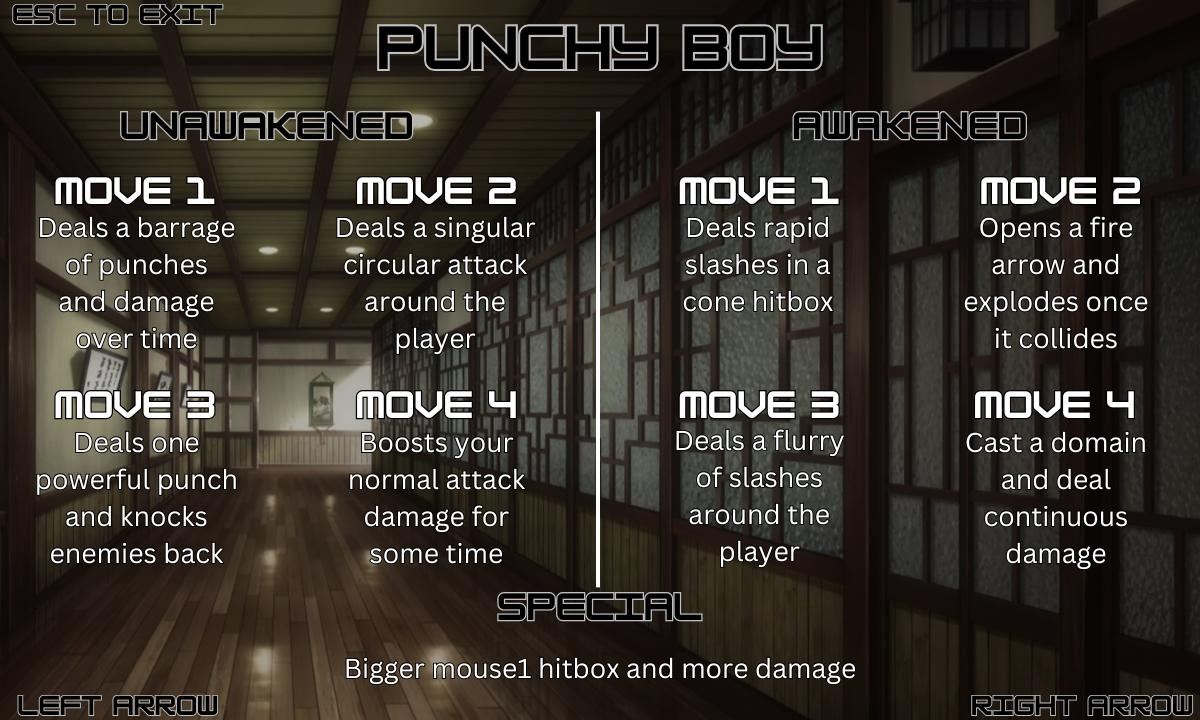 ESC TO EXIT
PUNCHY BOY
UNAWAKENED
MOVE 1
Deals a barrage
of punches
and damage
over time
MOVE 2
Deals a singular
circular attack
around the
player
MOVE 3
Deals one
powerful punch
and knocks
enemies back
MOVE 4
Boosts your
normal attack
damage for
some time
AWAKENED
MOVE 1
Deals rapid
slashes in a
cone hitbox
MOVE 2
Opens a fire
arrow and
explodes once
it collides
MOVE 3
Deals a flurry
of slashes
around the
player
MOVE 4
Cast a domain
and deal
continuous
damage
SPECIAL
Bigger mouse1 hitbox and more damage
LEFT ARROW
RIGHT ARROW